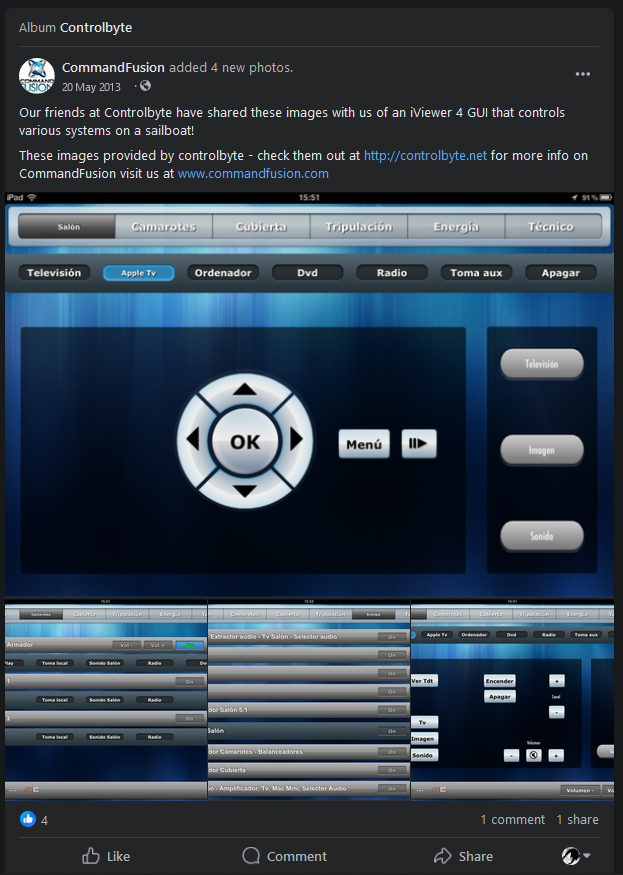 Album Controlbyte
CommandFusion added 4 new photos.
20 May 2013
Our friends at Controlbyte have shared these images with us of an iViewer 4 GUI that controls
various systems on a sailboat!
These images provided by controlbyte - check them out at http://controlbyte.net for more info on
CommandFusion visit us at www.commandfusion.com
iPad 15:51 91%
Salón Camarotes Cubierta Tripulación Energía Técnico
Televisión Apple Tv Ordenador Dvd Radio Toma aux Apagar
Televisión
OK Menú
Imagen
Sonido
Camarotes Cubierta Tripulación Energía
Armador Vol - Vol + On
Play Toma local Sonido Salón Radio Dv
1 On
Toma local Sonido Salón Radio
2 On
Toma local Sonido Salón Radio
Camarotes Cubierta Tripulación Energía
Extractor audio - Tv Salón - Selector audio On
On
On
On
dor Salón 5.1 On
Salón On
dor Camarotes - Balanceadores On
dor Cubierta On
on - Amplificador, Tv, Mac Mini, Selector Audio On
Camarotes Cubierta Tripulación Energía
Apple Tv Ordenador Dvd Radio Toma aux A
Ver Tdt Encender +
Apagar Canal
-
Tv
Imagen Volumen
Sonido - +
Volumen - Vo
4 1 comment 1 share
Like Comment Share